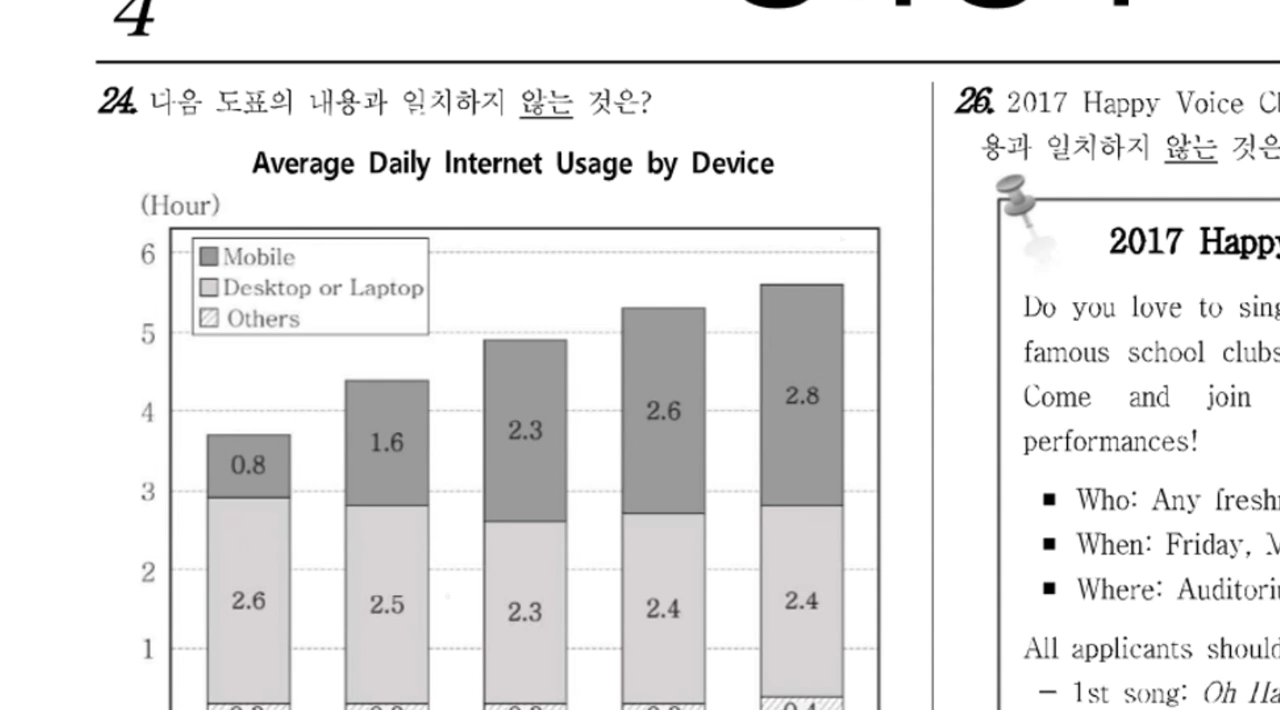 4
24. 다음 도표의 내용과 일치하지 않는 것은?
Average Daily Internet Usage by Device
(Hour)
6
5
4
3
2
1
Mobile
Desktop or Laptop
Others
0.8
1.6
2.3
2.6
2.8
2.6
2.5
2.3
2.4
2.4
0.4
26. 2017 Happy Voice
용과 일치하지 않는 것은
2017 Happy
Do you love to sing
famous school clubs
Come and join
performances!
■ Who: Any
■ When: Friday,
■ Where:
All applicants should
- 1st song: Oh